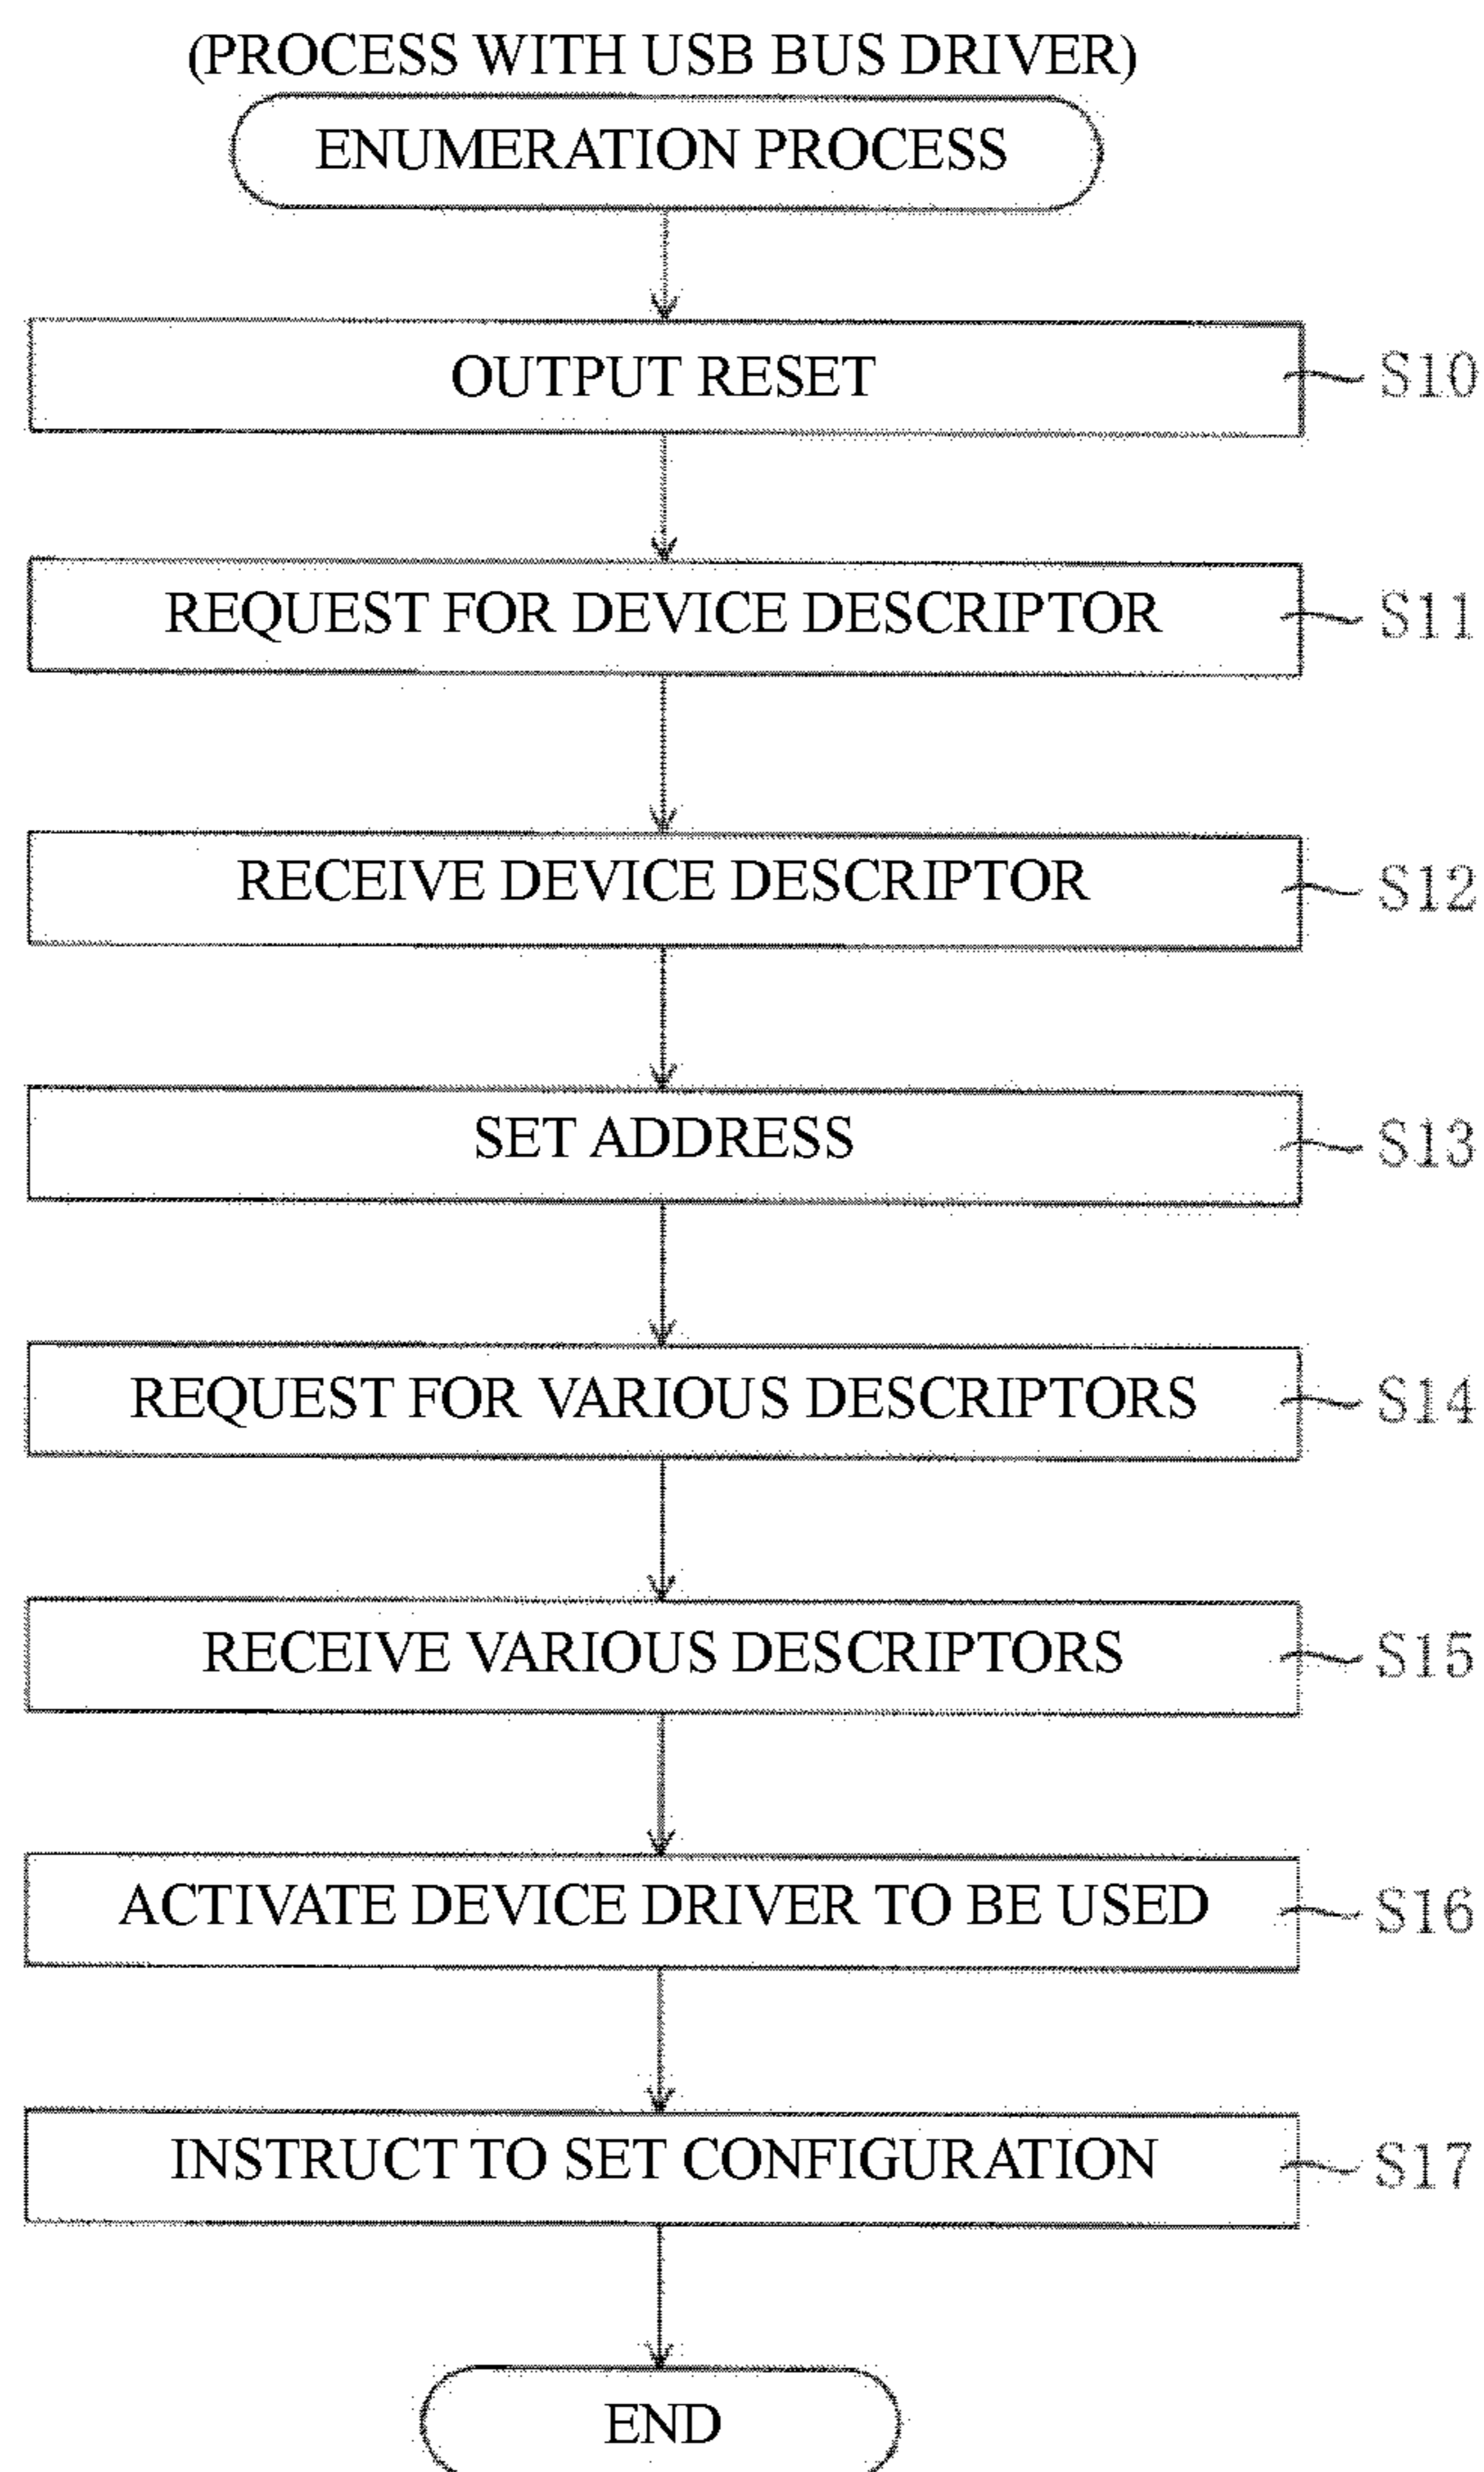 (PROCESS WITH USB BUS DRIVER)
ENUMERATION PROCESS
OUTPUT RESET
S10
REQUEST FOR DEVICE DESCRIPTOR
S11
RECEIVE DEVICE DESCRIPTOR
S12
SET ADDRESS
S13
REQUEST FOR VARIOUS DESCRIPTORS
S14
RECEIVE VARIOUS DESCRIPTORS
S15
ACTIVATE DEVICE DRIVER TO BE USED
S16
INSTRUCT TO SET CONFIGURATION
S17
END